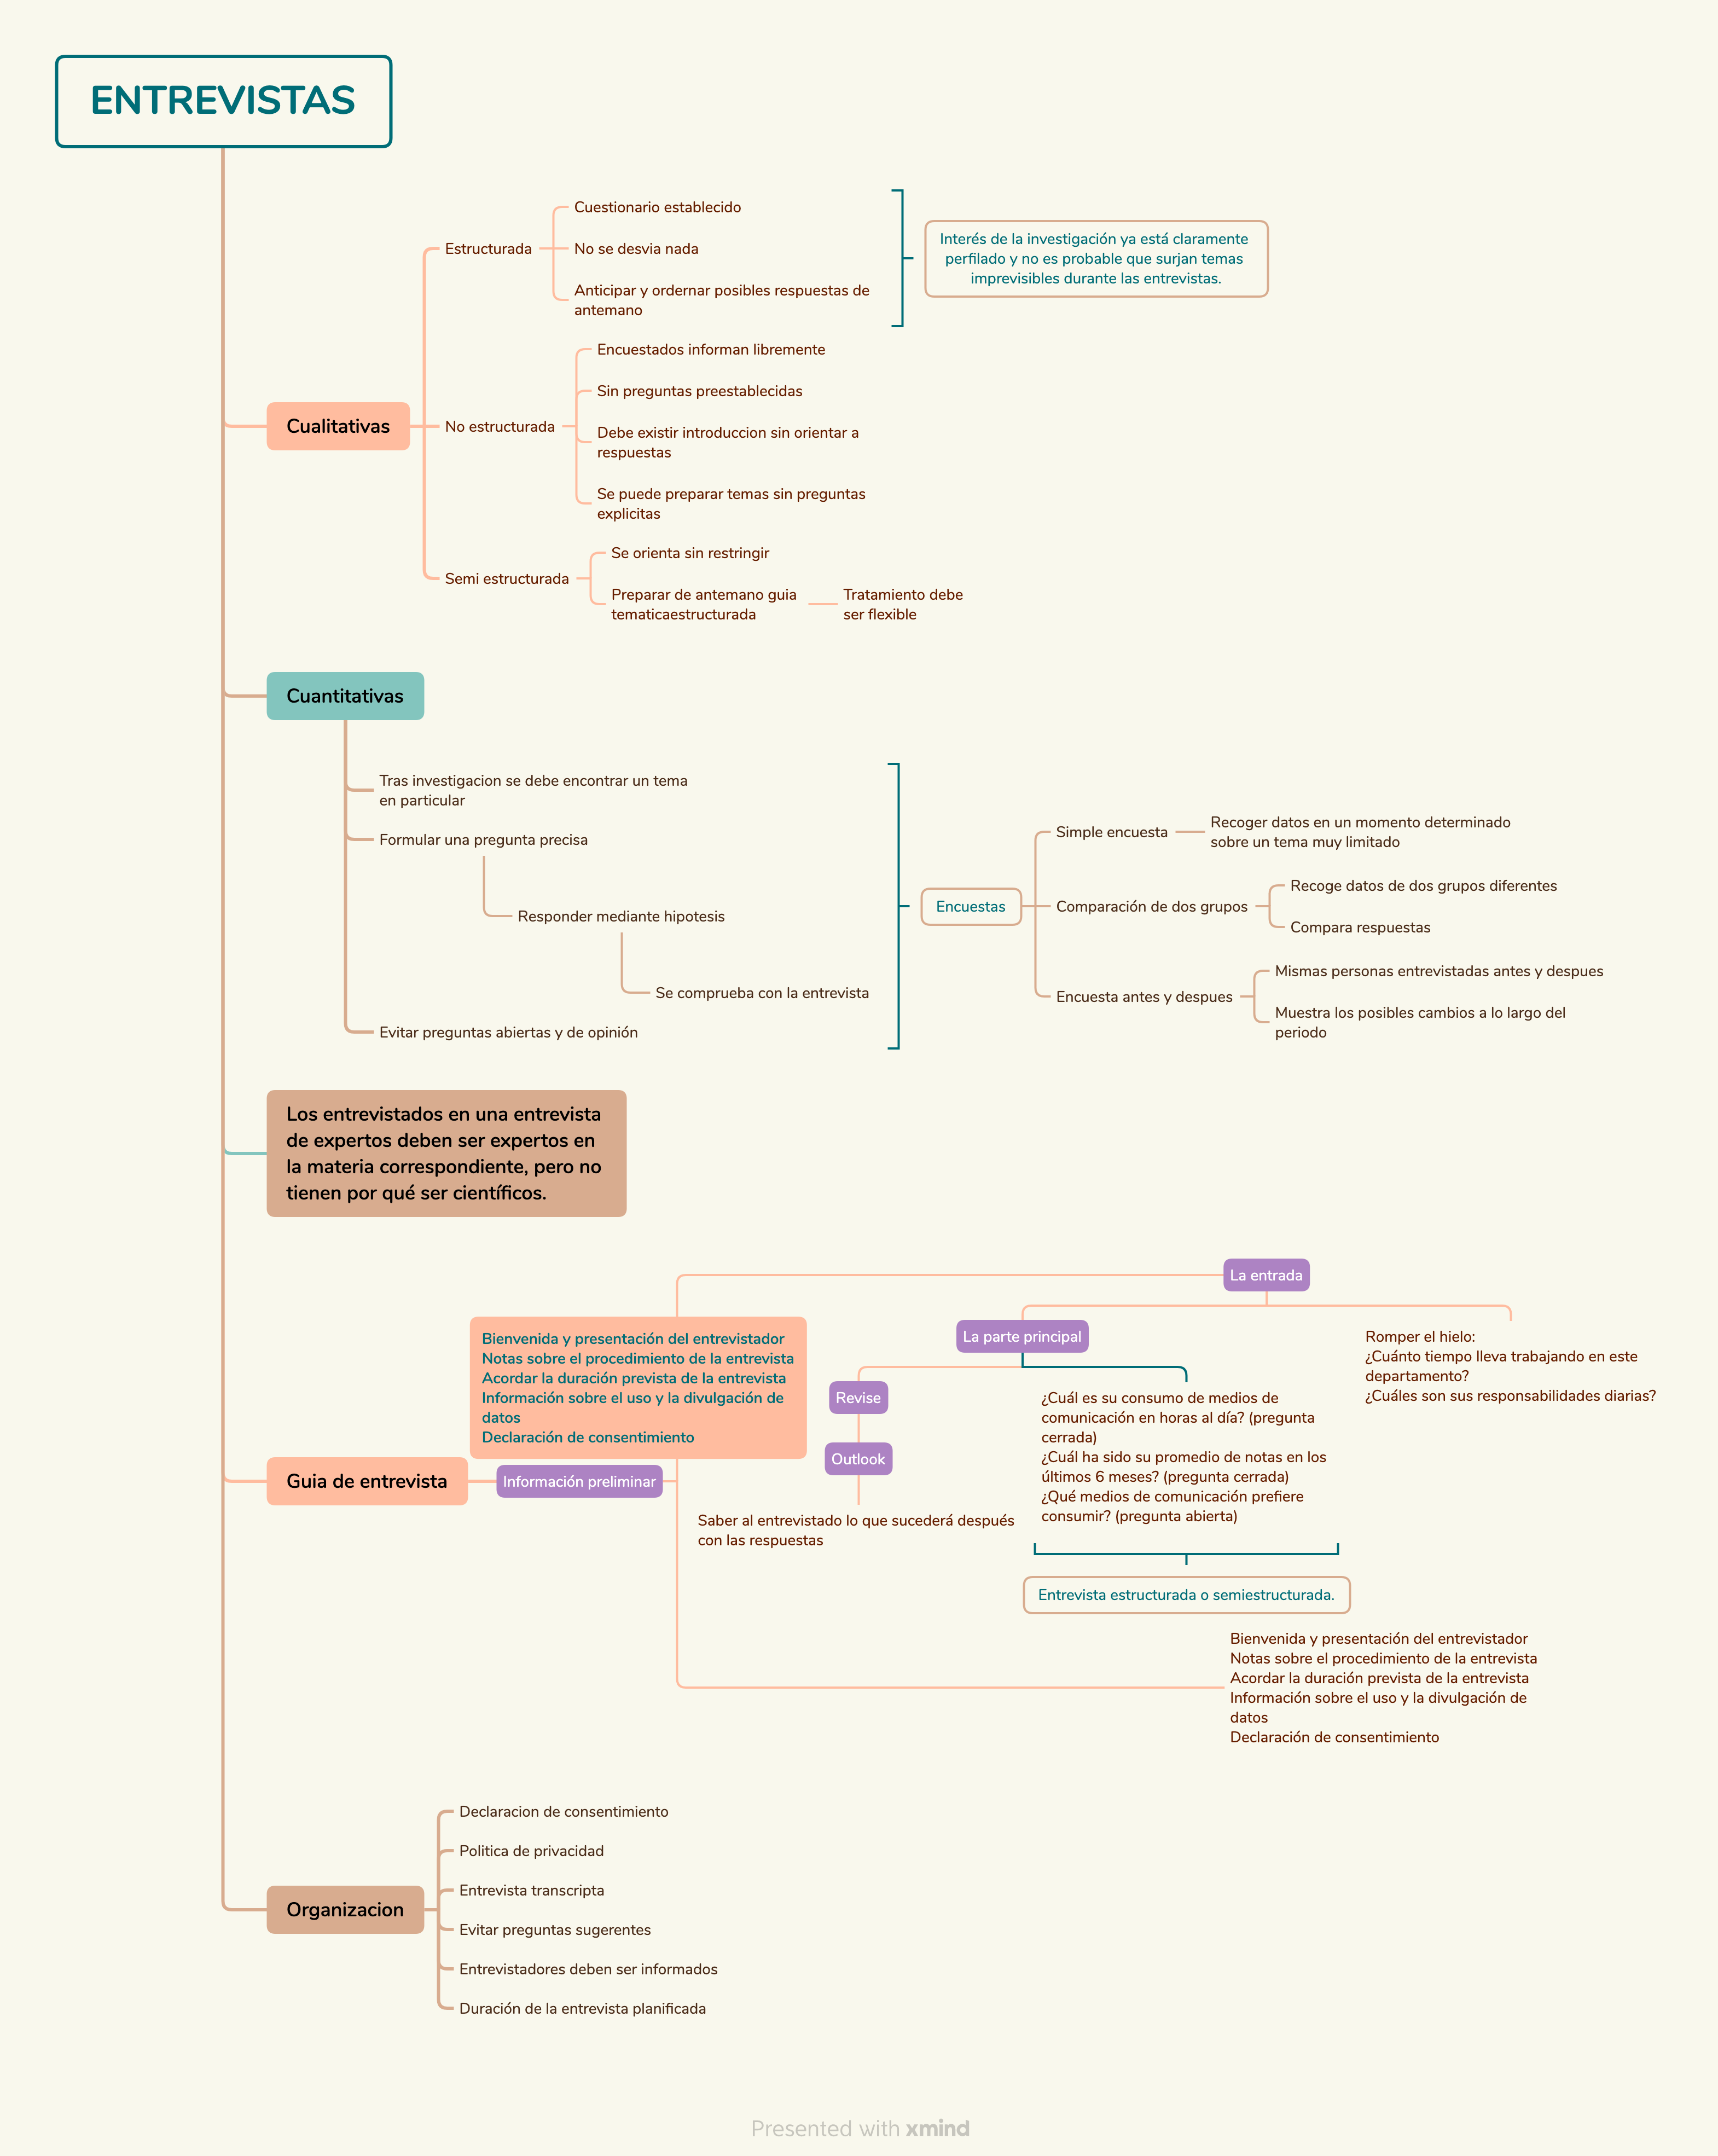 ENTREVISTAS
Cualitativas
Estructurada
Cuestionario establecido
No se desvia nada
Anticipar y ordernar posibles respuestas de
antemano
Interés de la investigación ya está claramente
perfilado y no es probable que surjan temas
imprevisibles durante las entrevistas.
No estructurada
Encuestados informan libremente
Sin preguntas preestablecidas
Debe existir introduccion sin orientar a
respuestas
Se puede preparar temas sin preguntas
explicitas
Semi estructurada
Se orienta sin restringir
Preparar de antemano guia
tematicaestructurada
Tratamiento debe
ser flexible
Cuantitativas
Tras investigacion se debe encontrar un tema
en particular
Formular una pregunta precisa
Responder mediante hipotesis
Se comprueba con la entrevista
Evitar preguntas abiertas y de opinión
Encuestas
Simple encuesta
Recoger datos en un momento determinado
sobre un tema muy limitado
Comparación de dos grupos
Recoge datos de dos grupos diferentes
Compara respuestas
Encuesta antes y despues
Mismas personas entrevistadas antes y despues
Muestra los posibles cambios a lo largo del
periodo
Los entrevistados en una entrevista
de expertos deben ser expertos en
la materia correspondiente, pero no
tienen por qué ser científicos.
Guia de entrevista
Información preliminar
Bienvenida y presentación del entrevistador
Notas sobre el procedimiento de la entrevista
Acordar la duración prevista de la entrevista
Información sobre el uso y la divulgación de
datos
Declaración de consentimiento
La entrada
La parte principal
Revise
Outlook
Saber al entrevistado lo que sucederá después
con las respuestas
¿Cuál es su consumo de medios de
comunicación en horas al día? (pregunta
cerrada)
¿Cuál ha sido su promedio de notas en los
últimos 6 meses? (pregunta cerrada)
¿Qué medios de comunicación prefiere
consumir? (pregunta abierta)
Entrevista estructurada o semiestructurada.
Romper el hielo:
¿Cuánto tiempo lleva trabajando en este
departamento?
¿Cuáles son sus responsabilidades diarias?
Bienvenida y presentación del entrevistador
Notas sobre el procedimiento de la entrevista
Acordar la duración prevista de la entrevista
Información sobre el uso y la divulgación de
datos
Declaración de consentimiento
Organizacion
Declaracion de consentimiento
Politica de privacidad
Entrevista transcripta
Evitar preguntas sugerentes
Entrevistadores deben ser informados
Duración de la entrevista planificada
Presented with xmind